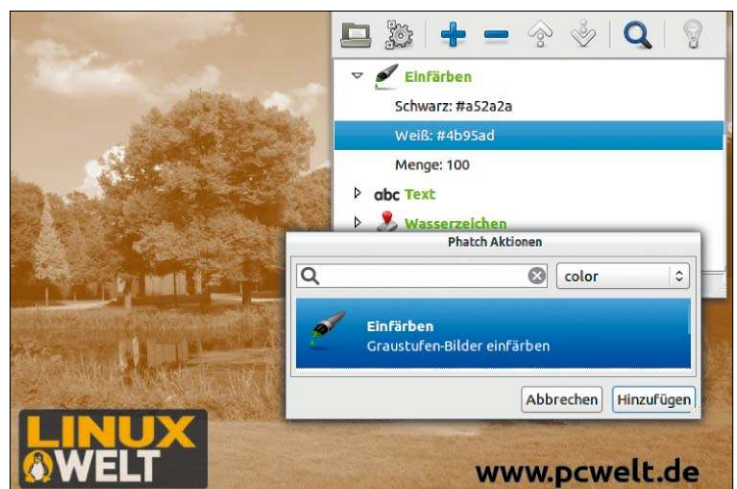 Einfärben
Schwarz: #a52a2a
Weiß: #4b95ad
Menge: 100
abc Text
Wasserzeichen
Phatch Aktionen
color
Einfärben
Graustufen-Bilder einfärben
Abbrechen Hinzufügen
LINUX
WELT
www.pcwelt.de